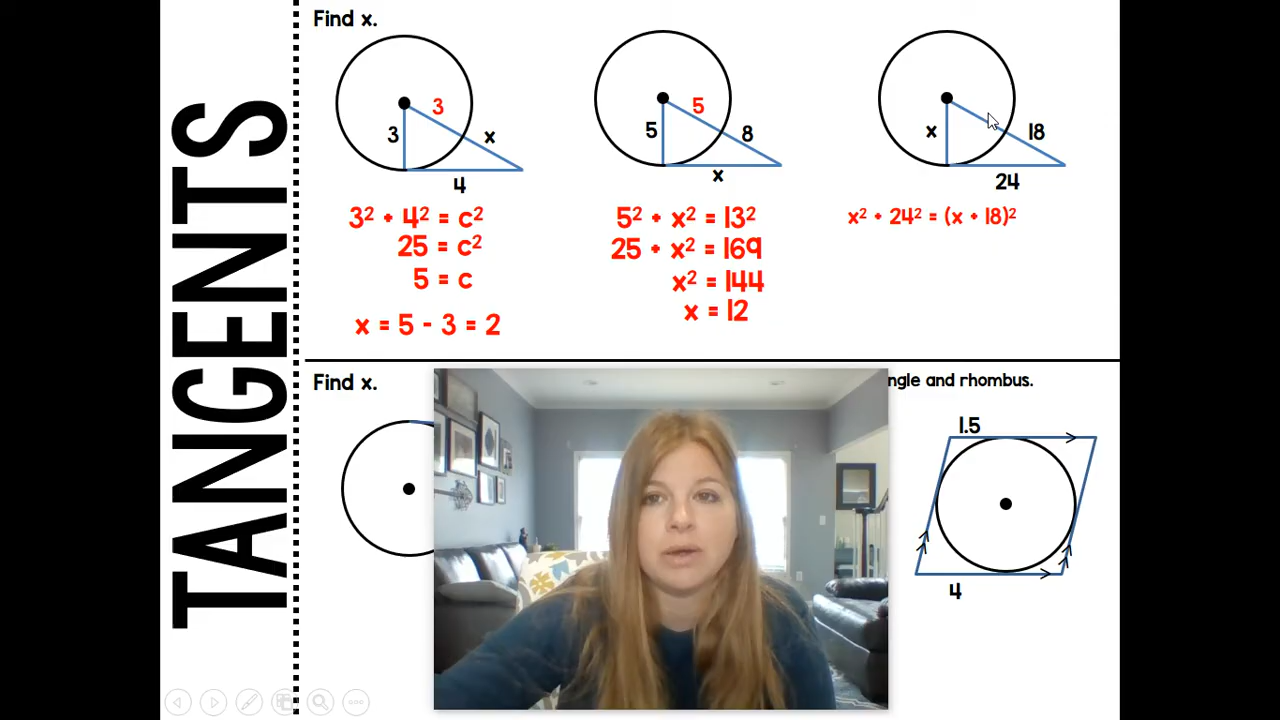 TANGENTS
Find x.
3
3
x
4
3² + 4² = c²
25 = c²
5 = c
x = 5 - 3 = 2
5
5
8
x
5² + x² = 13²
25 + x² = 169
x² = 144
x = 12
x
18
24
x² + 24² = (x + 18)²
Find x.
and rhombus.
1.5
4